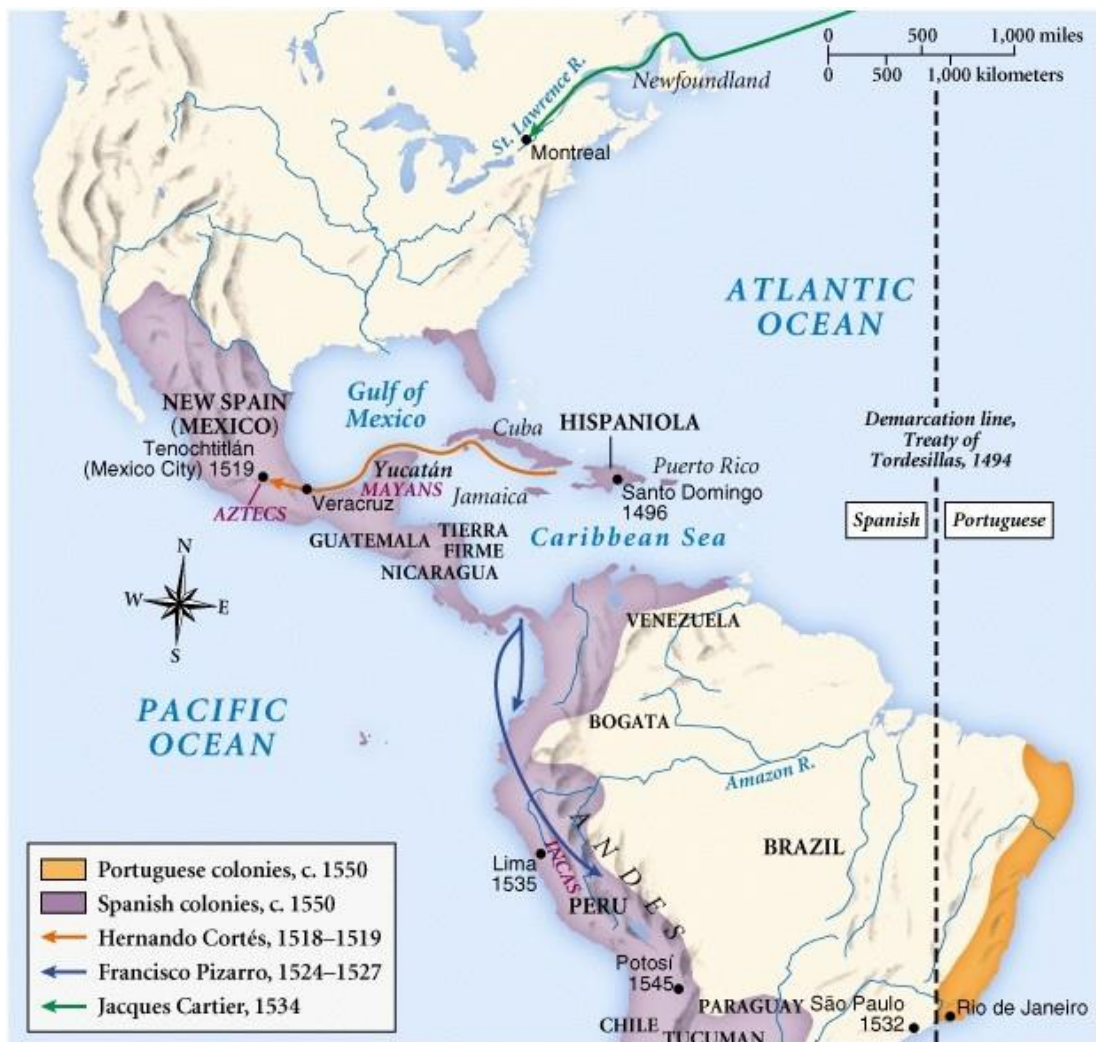 0 500 1,000 miles
0 500 1,000 kilometers
Newfoundland
St. Lawrence R.
Montreal
ATLANTIC
OCEAN
Gulf of
Mexico
NEW SPAIN
(MEXICO)
Tenochtitlán
(Mexico City) 1519
AZTECS
Veracruz
Yucatán
MAYANS
Cuba
HISPANIOLA
Jamaica
Puerto Rico
Santo Domingo
1496
Demarcation line,
Treaty of
Tordesillas, 1494
Spanish
Portuguese
GUATEMALA
TIERRA
FIRME
NICARAGUA
Caribbean Sea
N
W E
S
VENEZUELA
PACIFIC
OCEAN
BOGATA
Amazon R.
BRAZIL
ANDES
INCAS
Lima
1535
PERU
Potosí
1545
PARAGUAY
São Paulo
1532
Rio de Janeiro
CHILE
TUCUMAN
Portuguese colonies, c. 1550
Spanish colonies, c. 1550
Hernando Cortés, 1518–1519
Francisco Pizarro, 1524–1527
Jacques Cartier, 1534